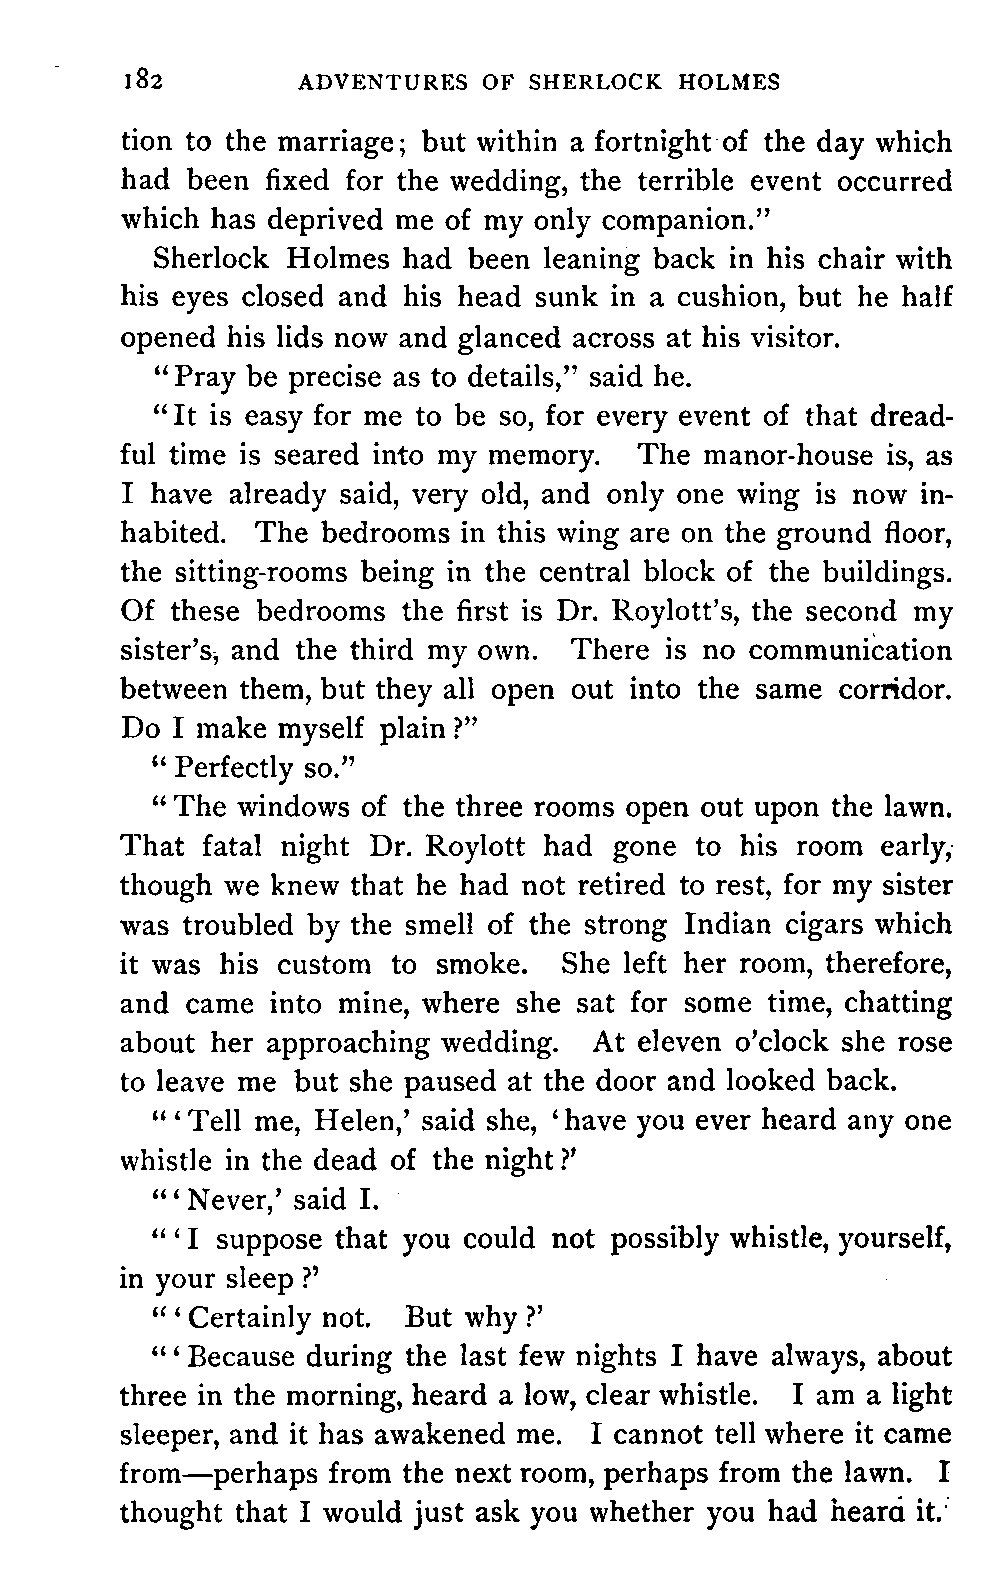 182 ADVENTURES OF SHERLOCK HOLMES
tion to the marriage; but within a fortnight of the day which
had been fixed for the wedding, the terrible event occurred
which has deprived me of my only companion.”
Sherlock Holmes had been leaning back in his chair with
his eyes closed and his head sunk in a cushion, but he half
opened his lids now and glanced across at his visitor.
“Pray be precise as to details,” said he.
“It is easy for me to be so, for every event of that dread-
ful time is seared into my memory. The manor-house is, as
I have already said, very old, and only one wing is now in-
habited. The bedrooms in this wing are on the ground floor,
the sitting-rooms being in the central block of the buildings.
Of these bedrooms the first is Dr. Roylott’s, the second my
sister’s, and the third my own. There is no communication
between them, but they all open out into the same corridor.
Do I make myself plain?”
“Perfectly so.”
“The windows of the three rooms open out upon the lawn.
That fatal night Dr. Roylott had gone to his room early,
though we knew that he had not retired to rest, for my sister
was troubled by the smell of the strong Indian cigars which
it was his custom to smoke. She left her room, therefore,
and came into mine, where she sat for some time, chatting
about her approaching wedding. At eleven o’clock she rose
to leave me but she paused at the door and looked back.
“‘Tell me, Helen,’ said she, ‘have you ever heard any one
whistle in the dead of the night?’
“‘Never,’ said I.
“‘I suppose that you could not possibly whistle, yourself,
in your sleep?’
“‘Certainly not. But why?’
“‘Because during the last few nights I have always, about
three in the morning, heard a low, clear whistle. I am a light
sleeper, and it has awakened me. I cannot tell where it came
from—perhaps from the next room, perhaps from the lawn. I
thought that I would just ask you whether you had heard it.’